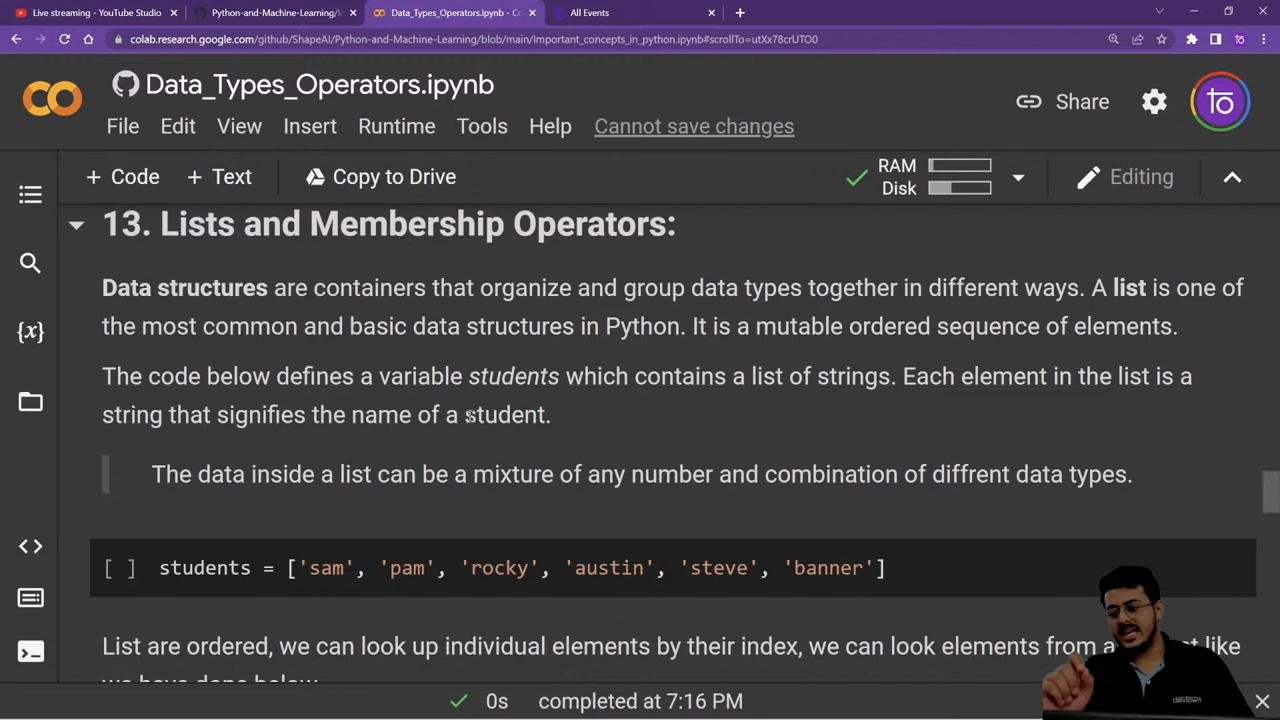 Live streaming - YouTube Studio
Python-and-Machine-Learning/I
Data_Types_Operators.ipynb - Co
All Events
colab.research.google.com/github/ShapeAI/Python-and-Machine-Learning/blob/main/Important_concepts_in_python.ipynb#scrollTo=utXx78crUTO0
Data_Types_Operators.ipynb
Share
File Edit View Insert Runtime Tools Help Cannot save changes
+ Code + Text Copy to Drive
RAM
Disk
Editing
13. Lists and Membership Operators:
Data structures are containers that organize and group data types together in different ways. A list is one of
the most common and basic data structures in Python. It is a mutable ordered sequence of elements.
The code below defines a variable students which contains a list of strings. Each element in the list is a
string that signifies the name of a student.
The data inside a list can be a mixture of any number and combination of diffrent data types.
[ ] students = ['sam', 'pam', 'rocky', 'austin', 'steve', 'banner']
List are ordered, we can look up individual elements by their index, we can look elements from a
like
0s completed at 7:16 PM